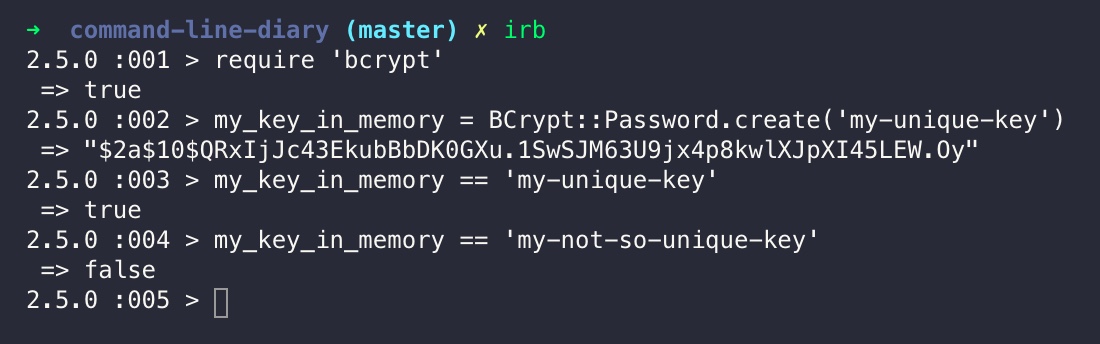 ➜  command-line-diary (master) ✗ irb
2.5.0 :001 > require 'bcrypt'
 => true
2.5.0 :002 > my_key_in_memory = BCrypt::Password.create('my-unique-key')
 => "$2a$10$QRxIjJc43EkubBbDK0GXu.1SwSJM63U9jx4p8kwlXJpXI45LEW.Oy"
2.5.0 :003 > my_key_in_memory == 'my-unique-key'
 => true
2.5.0 :004 > my_key_in_memory == 'my-not-so-unique-key'
 => false
2.5.0 :005 >